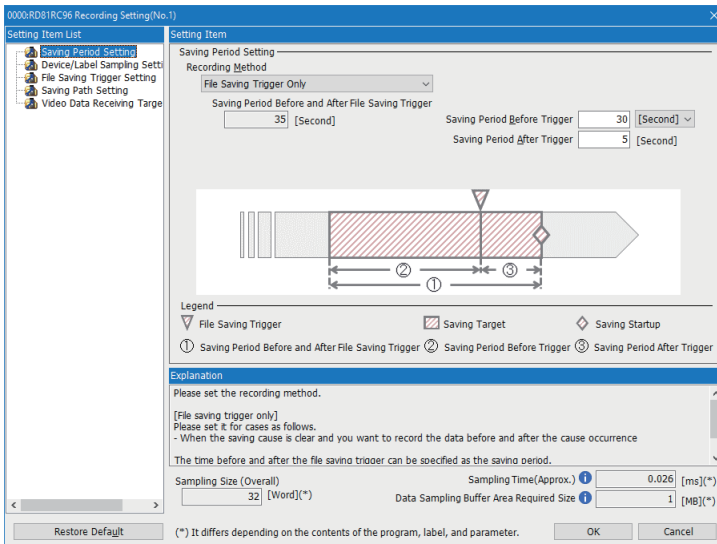 0000:RD81RC96 Recording Setting(No.1)
Setting Item List
Saving Period Setting
Device/Label Sampling Setti
File Saving Trigger Setting
Saving Path Setting
Video Data Receiving Targe
Setting Item
Saving Period Setting
Recording Method
File Saving Trigger Only
Saving Period Before and After File Saving Trigger
35 [Second]
Saving Period Before Trigger 30 [Second]
Saving Period After Trigger 5 [Second]
② ③
①
Legend
File Saving Trigger Saving Target Saving Startup
① Saving Period Before and After File Saving Trigger ② Saving Period Before Trigger ③ Saving Period After Trigger
Explanation
Please set the recording method.
[File saving trigger only]
Please set it for cases as follows.
- When the saving cause is clear and you want to record the data before and after the cause occurrence
The time before and after the file saving trigger can be specified as the saving period.
Sampling Size (Overall)
32 [Word](*)
Sampling Time(Approx.) 0.026 [ms](*)
Data Sampling Buffer Area Required Size 1 [MB](*)
Restore Default
(*) It differs depending on the contents of the program, label, and parameter.
OK
Cancel